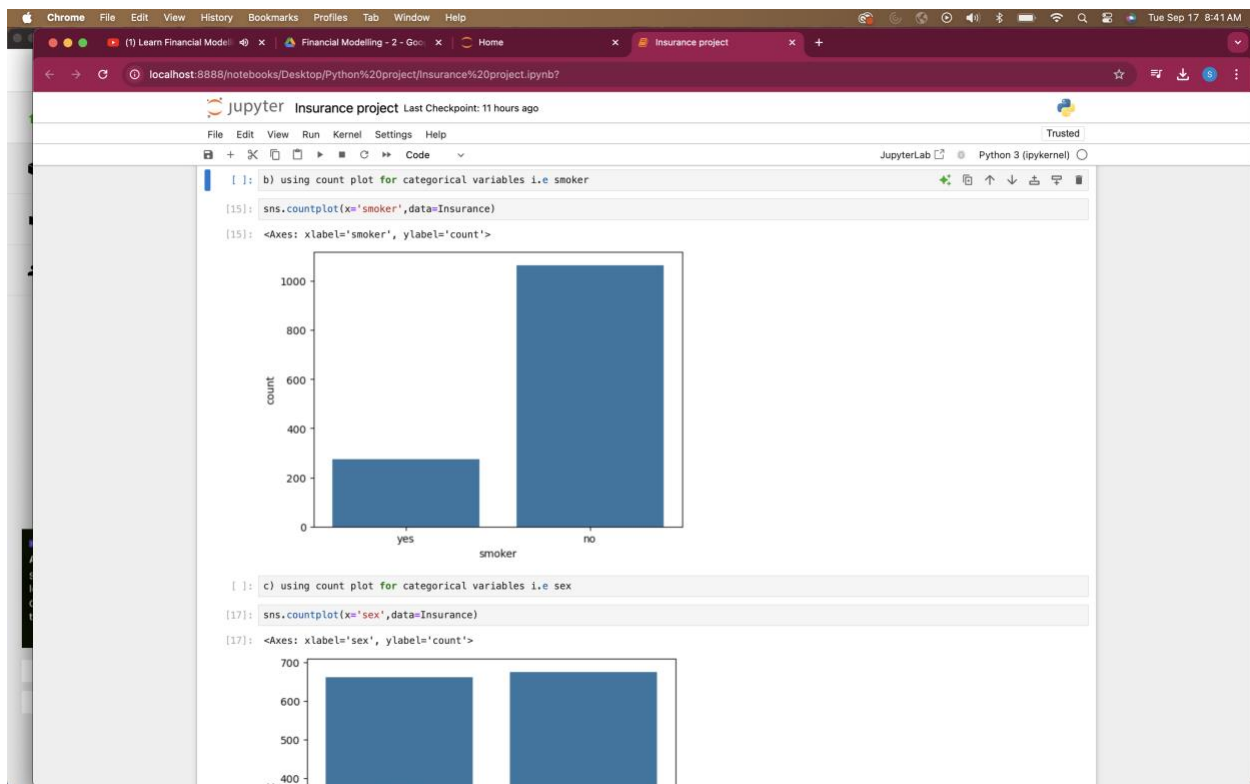 Chrome File Edit View History Bookmarks Profiles Tab Window Help Tue Sep 17 8:41 AM
(1) Learn Financial Modelli Financial Modelling - 2 - Goo Home Insurance project
localhost:8888/notebooks/Desktop/Python%20project/Insurance%20project.ipynb?
jupyter Insurance project Last Checkpoint: 11 hours ago
File Edit View Run Kernel Settings Help Trusted
Code JupyterLab Python 3 (ipykernel)
[ ]: b) using count plot for categorical variables i.e smoker
[15]: sns.countplot(x='smoker',data=Insurance)
[15]: <Axes: xlabel='smoker', ylabel='count'>
1000
800
600
400
200
0
count
yes no
smoker
[ ]: c) using count plot for categorical variables i.e sex
[17]: sns.countplot(x='sex',data=Insurance)
[17]: <Axes: xlabel='sex', ylabel='count'>
700
600
500
400